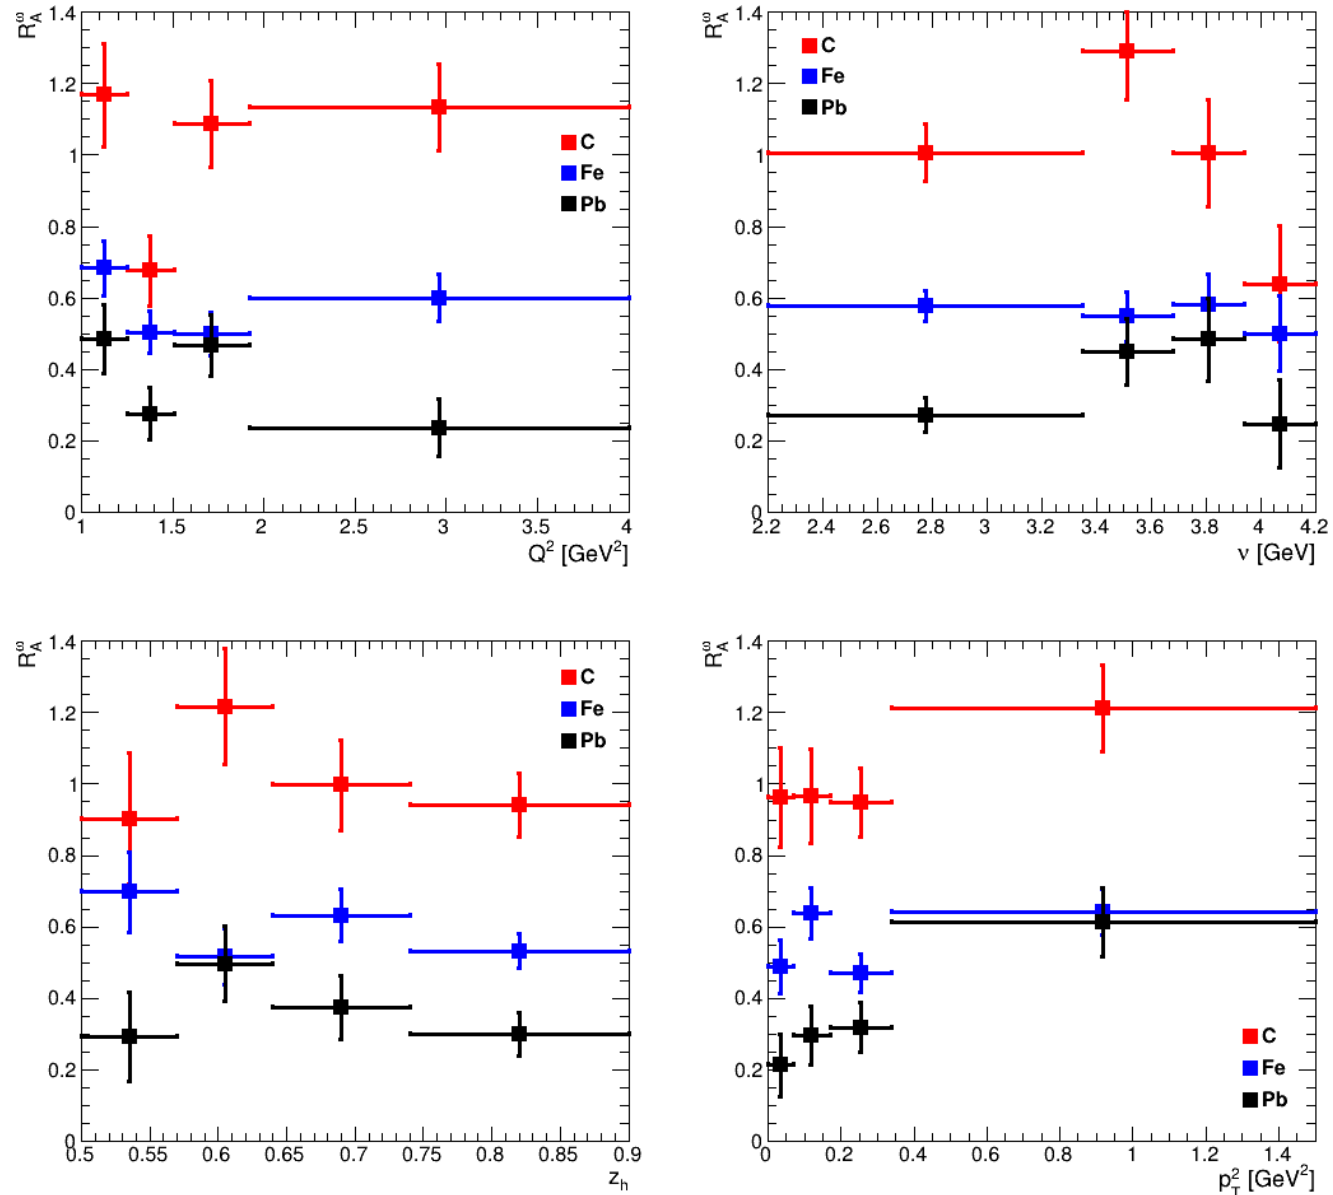 R_A^ω
1.4
1.2
1
0.8
0.6
0.4
0.2
0
C
Fe
Pb
1 1.5 2 2.5 3 3.5 4
Q² [GeV²]
R_A^ω
1.4
1.2
1
0.8
0.6
0.4
0.2
0
C
Fe
Pb
2.2 2.4 2.6 2.8 3 3.2 3.4 3.6 3.8 4 4.2
ν [GeV]
R_A^ω
1.4
1.2
1
0.8
0.6
0.4
0.2
0
C
Fe
Pb
0.5 0.55 0.6 0.65 0.7 0.75 0.8 0.85 0.9
z_h
R_A^ω
1.4
1.2
1
0.8
0.6
0.4
0.2
0
C
Fe
Pb
0 0.2 0.4 0.6 0.8 1 1.2 1.4
p_T^2 [GeV²]